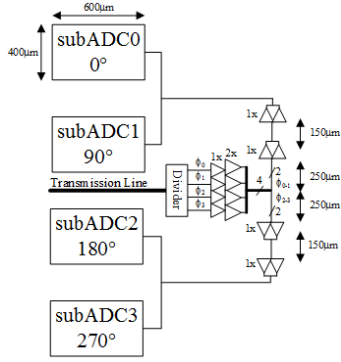 600µm
400µm
subADC0
0°
subADC1
90°
Transmission Line
subADC2
180°
subADC3
270°
Divider
ϕ0
ϕ1
ϕ2
ϕ3
1x 2x
4
1x
1x
2
ϕ0-1
ϕ2-3
2
1x
1x
150µm
250µm
250µm
150µm